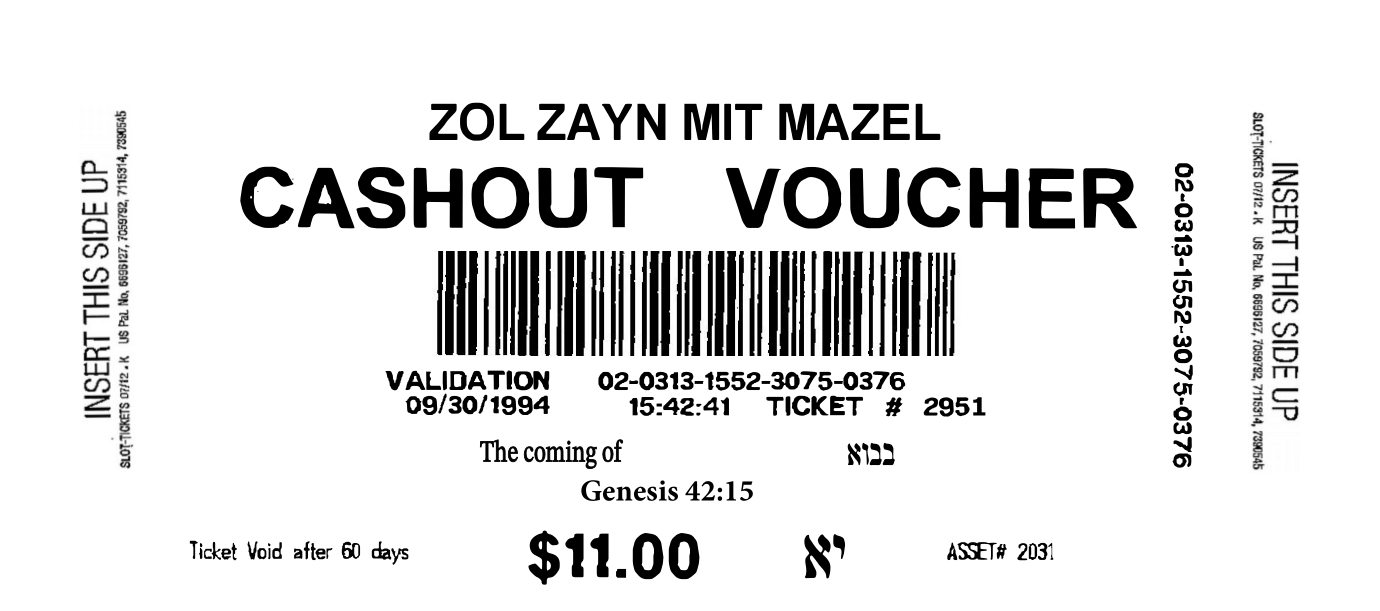 ZOL ZAYN MIT MAZEL
CASHOUT VOUCHER
VALIDATION 02-0313-1552-3075-0376
09/30/1994 15:42:41 TICKET # 2951
The coming of בבוא
Genesis 42:15
Ticket Void after 60 days $11.00 יא ASSET# 2031
INSERT THIS SIDE UP
SLOT-TICKETS 07/12 - K US Pat. No. 6696127, 7059792, 7115314, 7390545
02-0313-1552-3075-0376
SLOT-TICKETS 07/12 - K US Pat. No. 6696127, 7059792, 7115314, 7390545
INSERT THIS SIDE UP